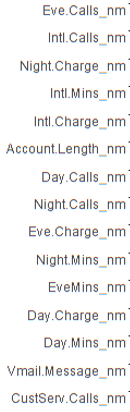 Eve.Calls_nm
Intl.Calls_nm
Night.Charge_nm
Intl.Mins_nm
Intl.Charge_nm
Account.Length_nm
Day.Calls_nm
Night.Calls_nm
Eve.Charge_nm
Night.Mins_nm
EveMins_nm
Day.Charge_nm
Day.Mins_nm
Vmail.Message_nm
CustServ.Calls_nm